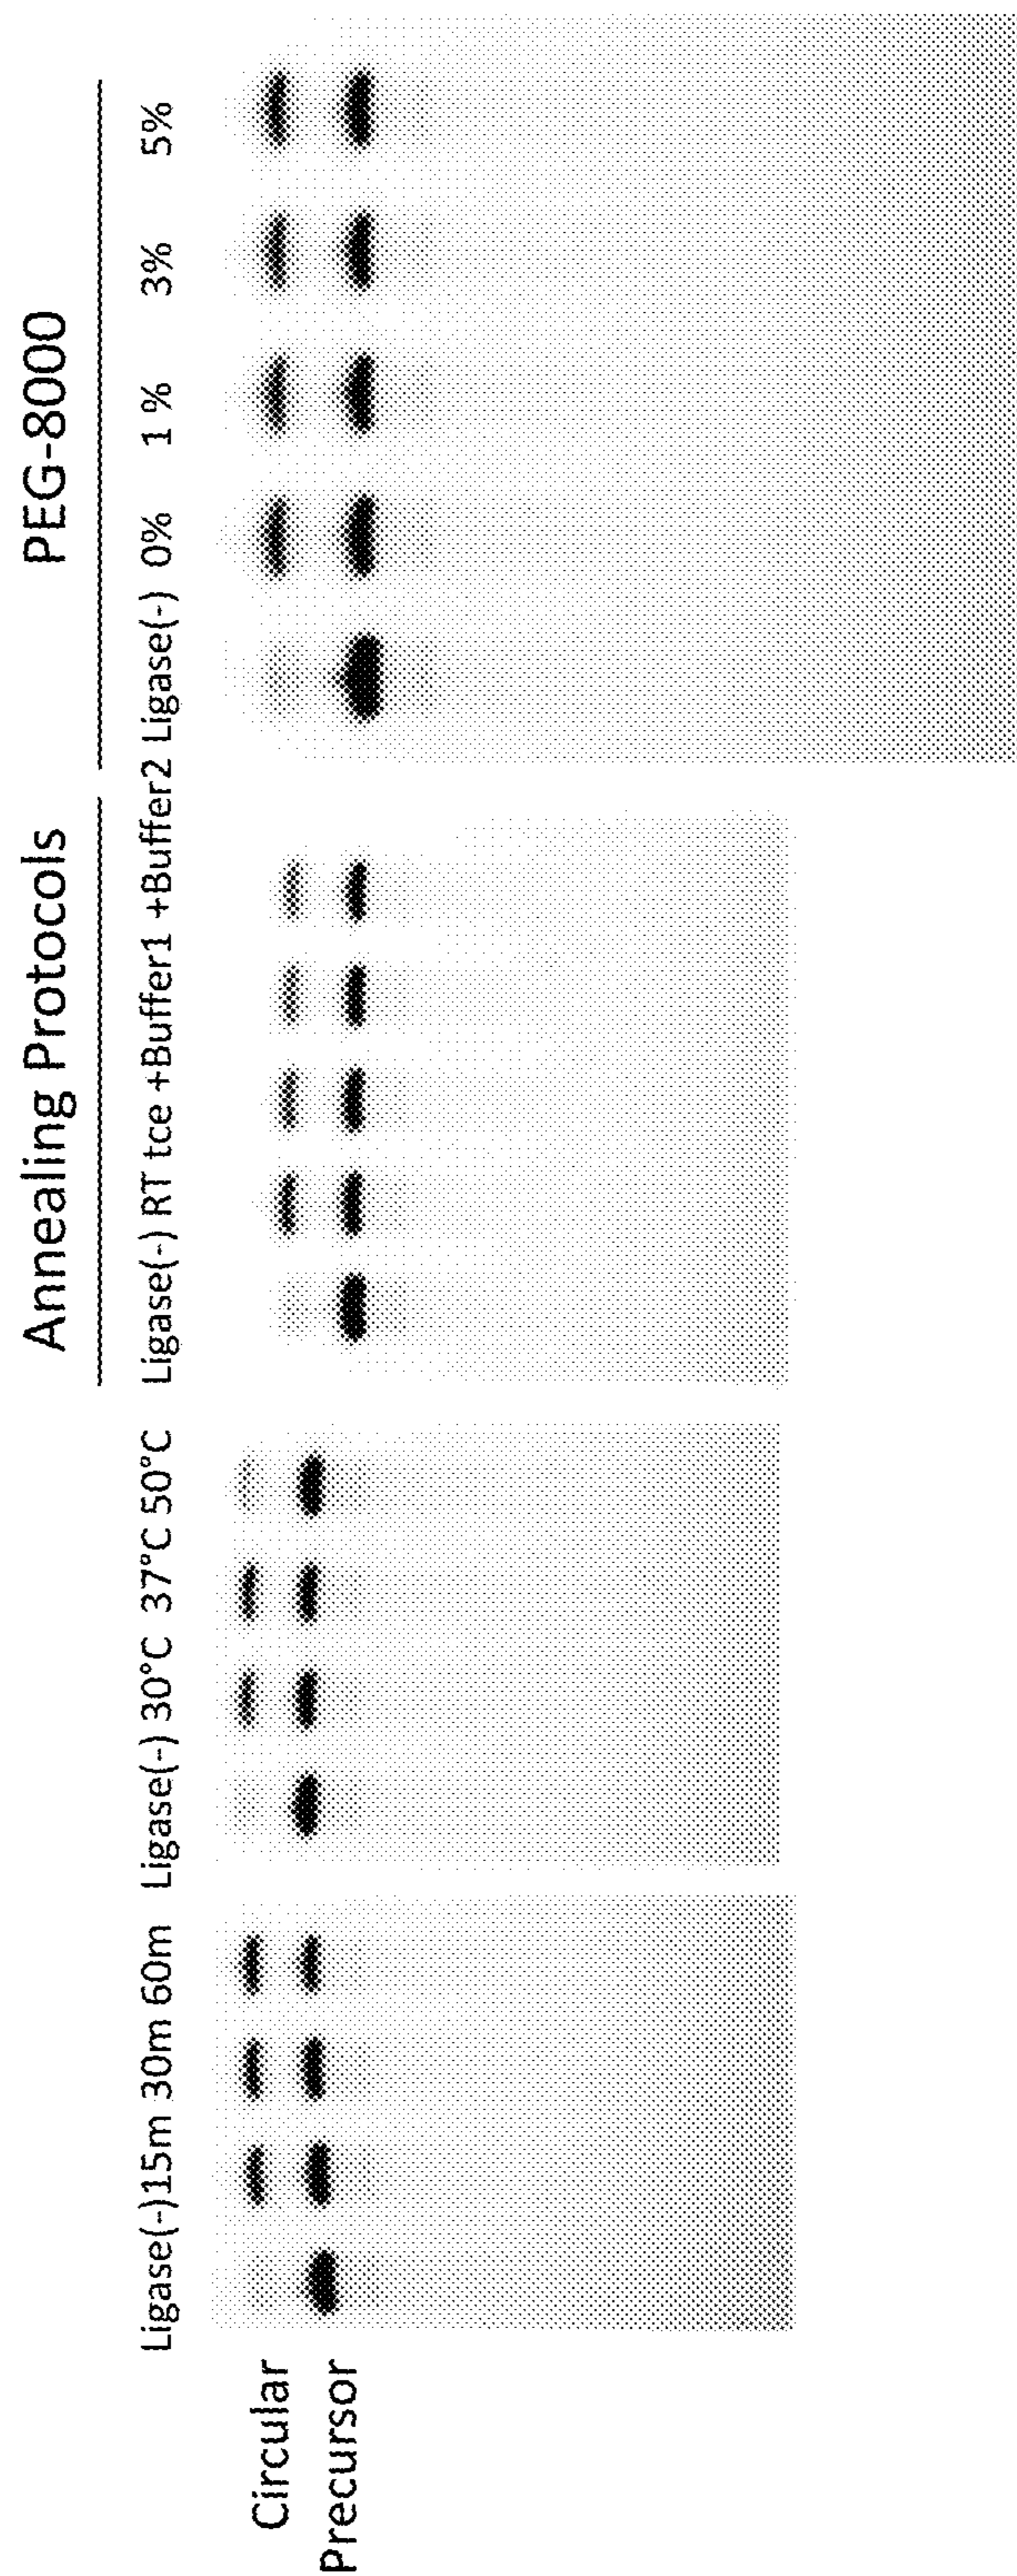 Annealing Protocols PEG-8000
Ligase(-)15m 30m 60m Ligase(-) 30°C 37°C 50°C Ligase(-) RT tce +Buffer1 +Buffer2 Ligase(-) 0% 1 % 3% 5%
Circular
Precursor